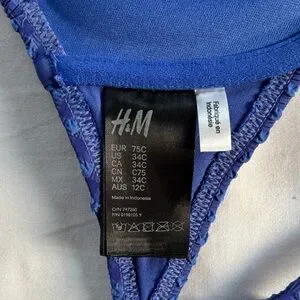 H&M
EUR 75C
US 34C
CA 34C
CN C75
MX 34C
AUS 12C
Made in Indonesia
Fabriqué en
Indonésie